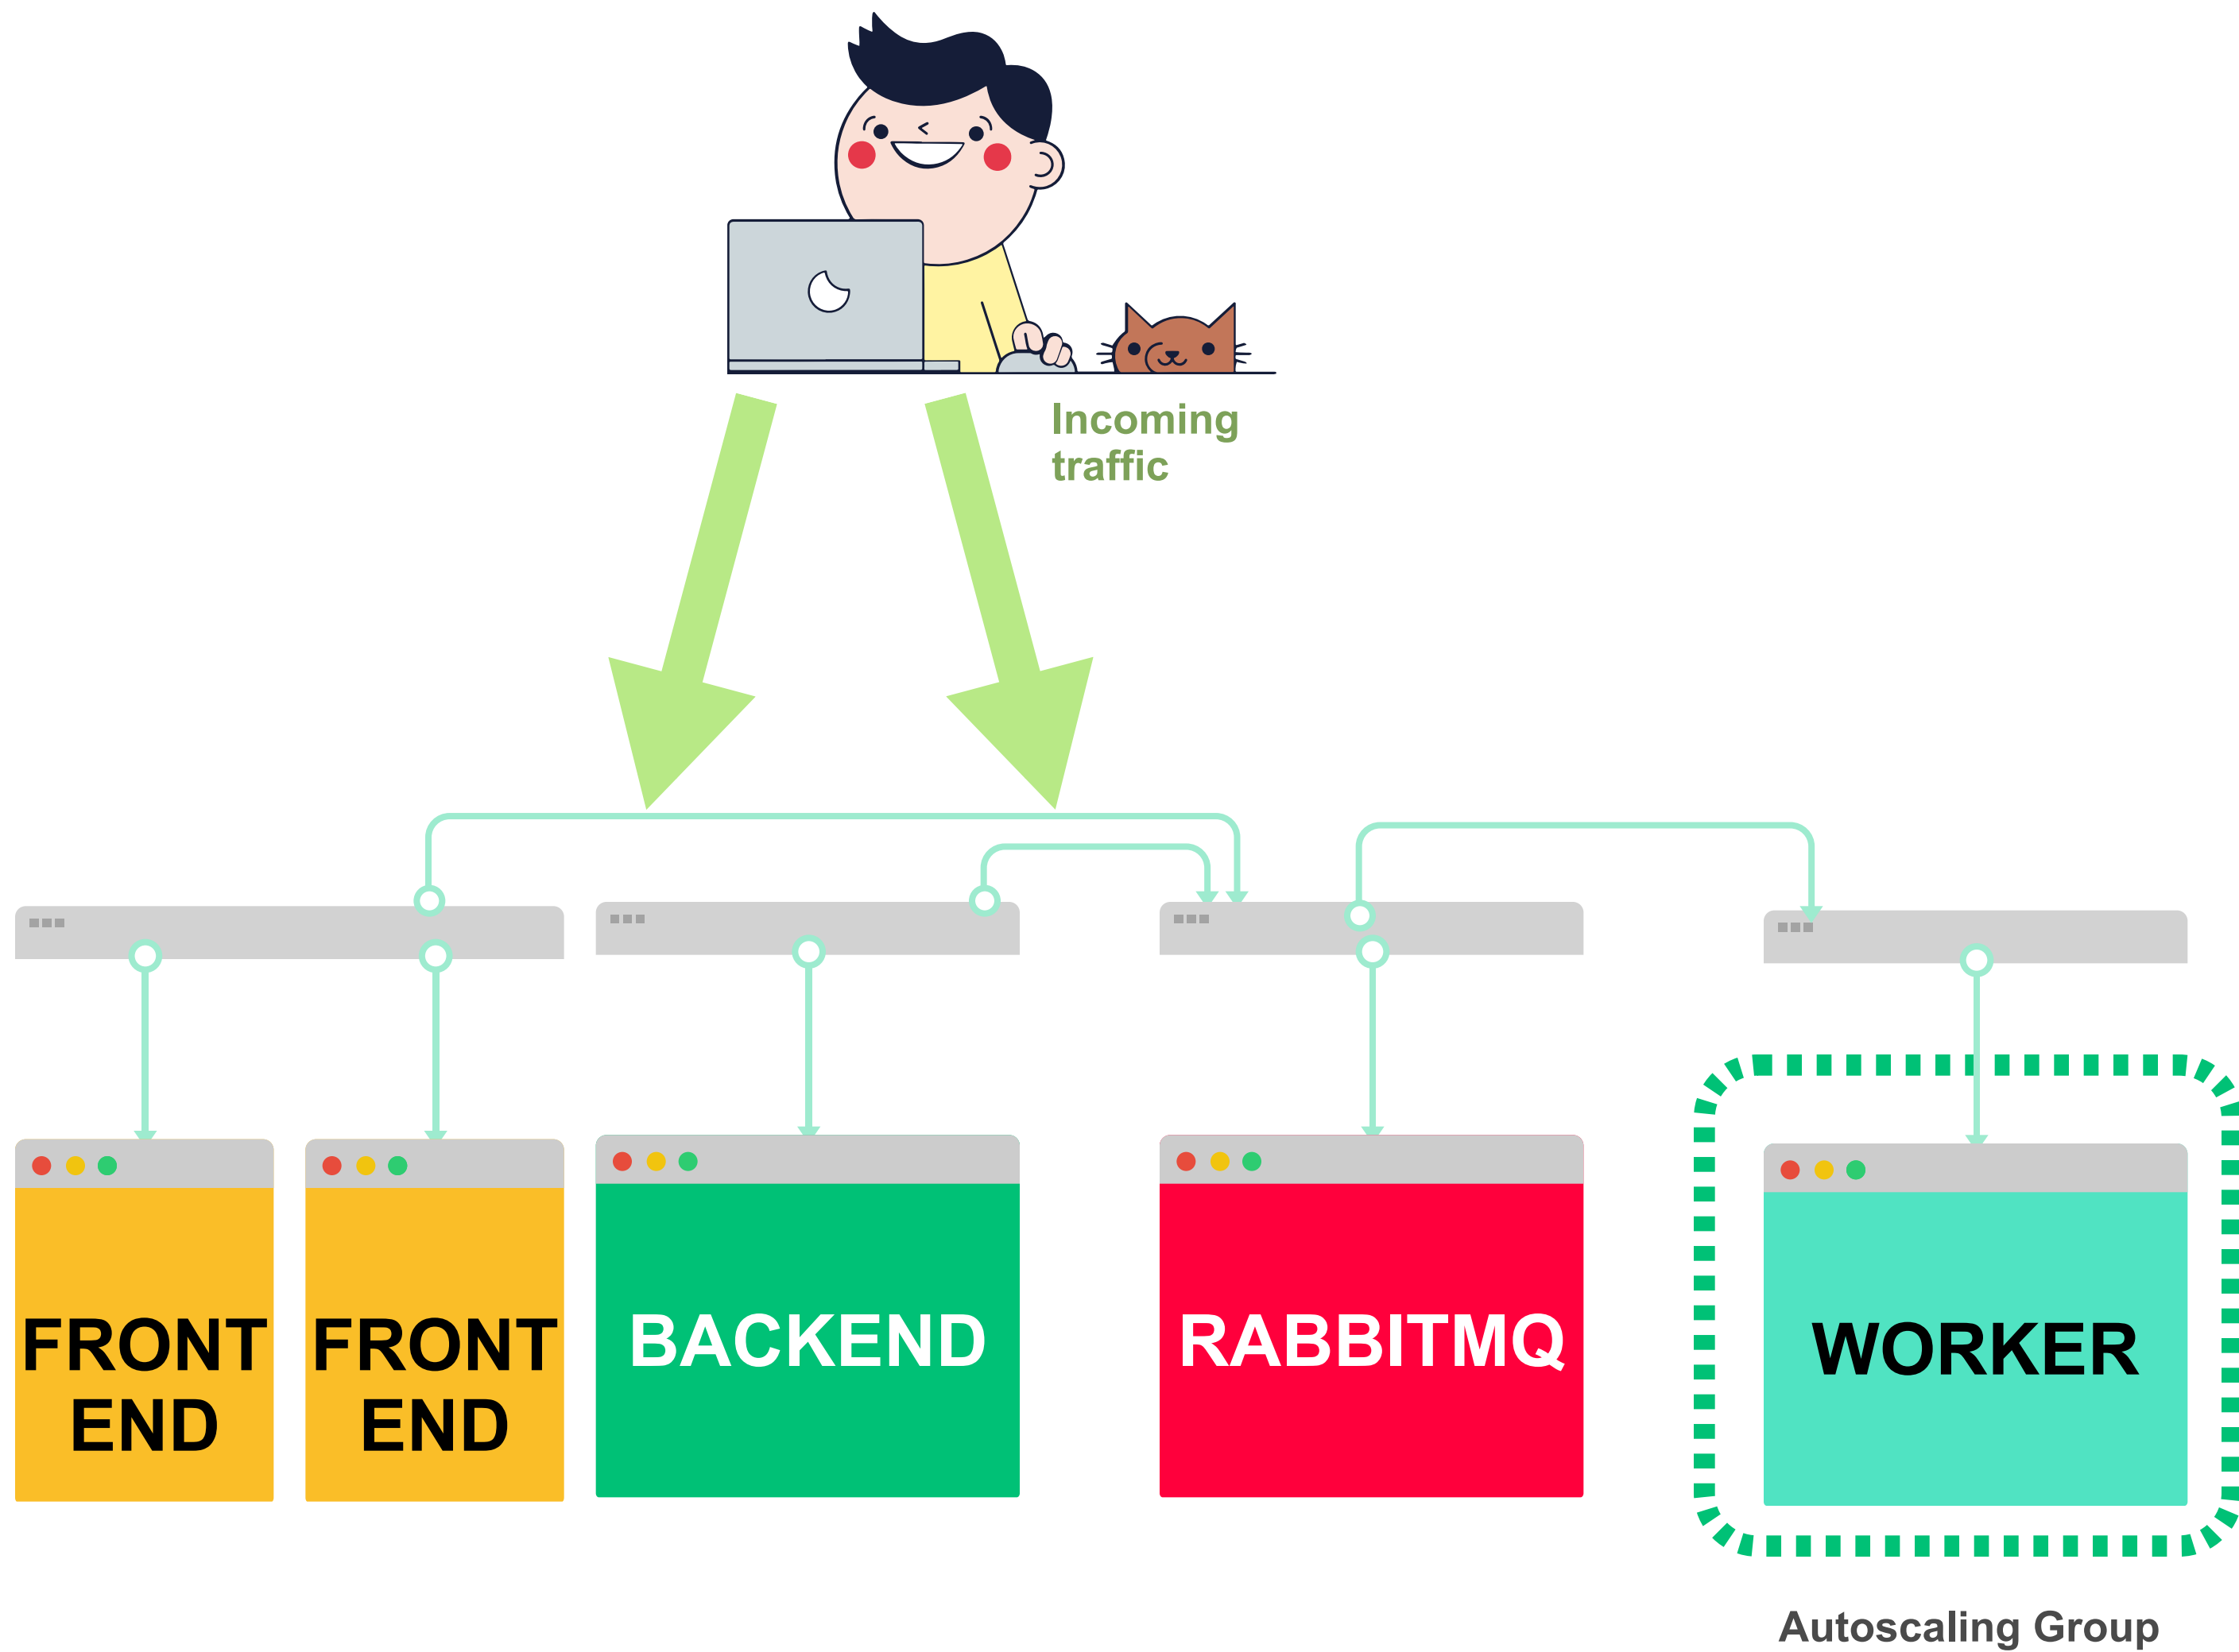 Incoming
traffic
FRONT
END
FRONT
END
BACKEND
RABBITMQ
WORKER
Autoscaling Group